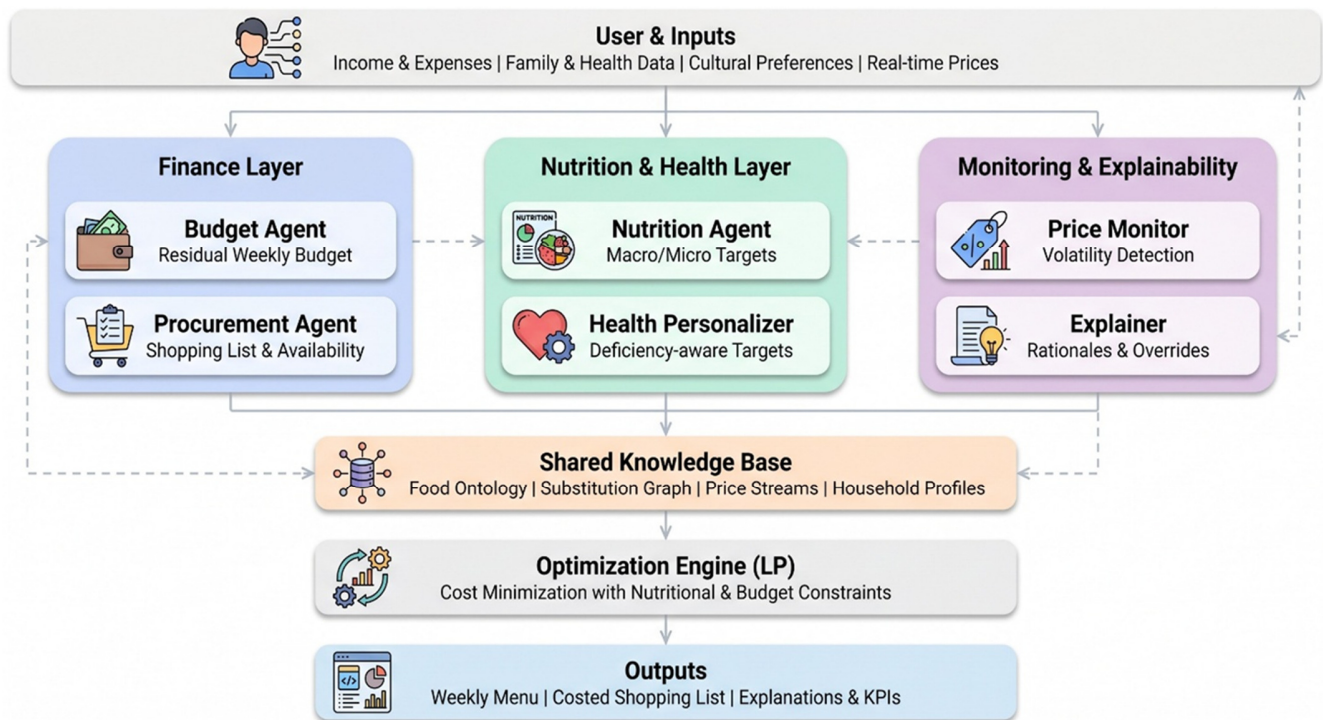 User & Inputs
Income & Expenses | Family & Health Data | Cultural Preferences | Real-time Prices
Finance Layer
Budget Agent
Residual Weekly Budget
Procurement Agent
Shopping List & Availability
Nutrition & Health Layer
NUTRITION
Nutrition Agent
Macro/Micro Targets
Health Personalizer
Deficiency-aware Targets
Monitoring & Explainability
%
Price Monitor
Volatility Detection
Explainer
Rationales & Overrides
Shared Knowledge Base
Food Ontology | Substitution Graph | Price Streams | Household Profiles
Optimization Engine (LP)
Cost Minimization with Nutritional & Budget Constraints
</>
Outputs
Weekly Menu | Costed Shopping List | Explanations & KPIs